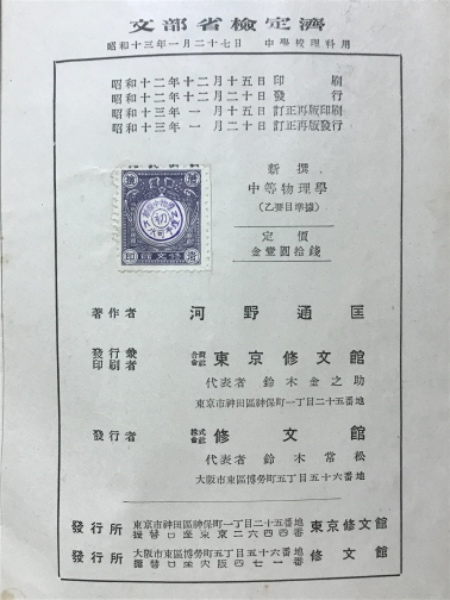 文部省檢定濟
昭和十三年一月二十七日 中學校理科用
昭和十二年十二月十五日印刷
昭和十二年十二月二十日發行
昭和十三年一月十五日訂正再版印刷
昭和十三年一月二十日訂正再版發行
新撰
中等物理學
(乙要目準據)
定價
金壹圓拾錢
著作者 河野通匡
發行兼印刷者 合資會社 東京修文館
代表者 鈴木金之助
東京市神田區神保町一丁目二十五番地
發行者 株式會社 修文館
代表者 鈴木常松
大阪市東區博勞町五丁目五十六番地
發行所 東京市神田區神保町一丁目二十五番地 東京修文館
振替口座東京二六四四番
發行所 大阪市東區博勞町五丁目五十六番地 修文館
振替口座大阪四七一番